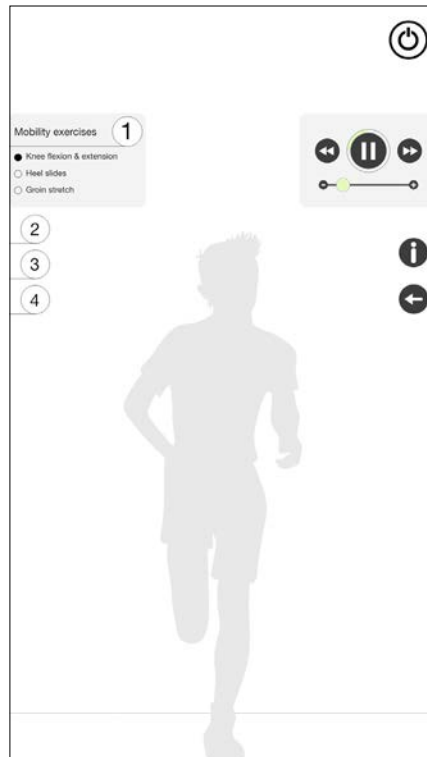 Mobility exercises 1
Knee flexion & extension
Heel slides
Groin stretch
2
3
4